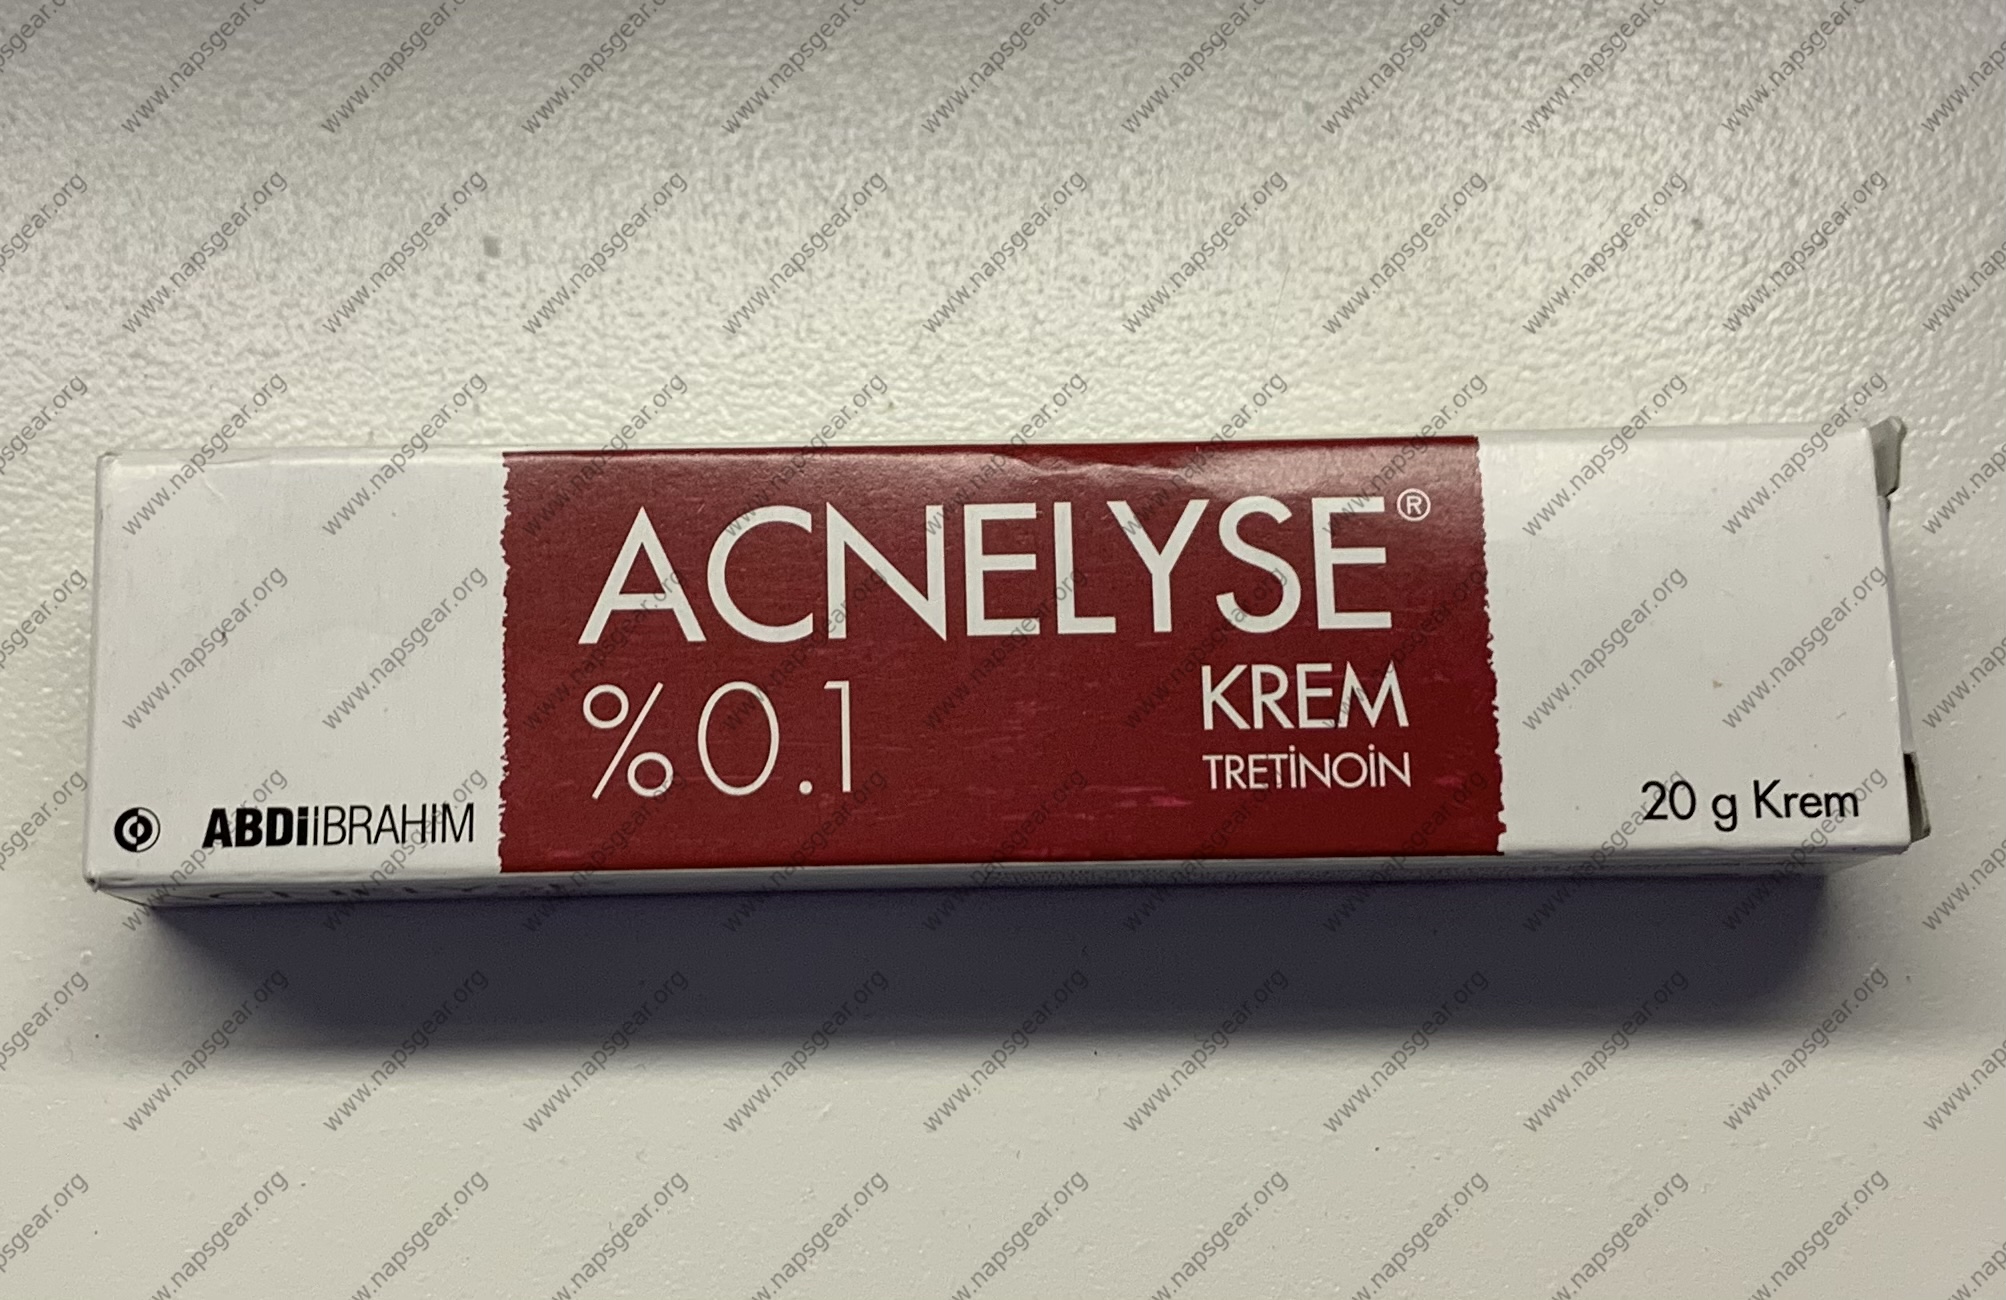 ACNELYSE®
%0.1
KREM
TRETİNOİN
ABDİİBRAHİM
20 g Krem
www.napsgear.org